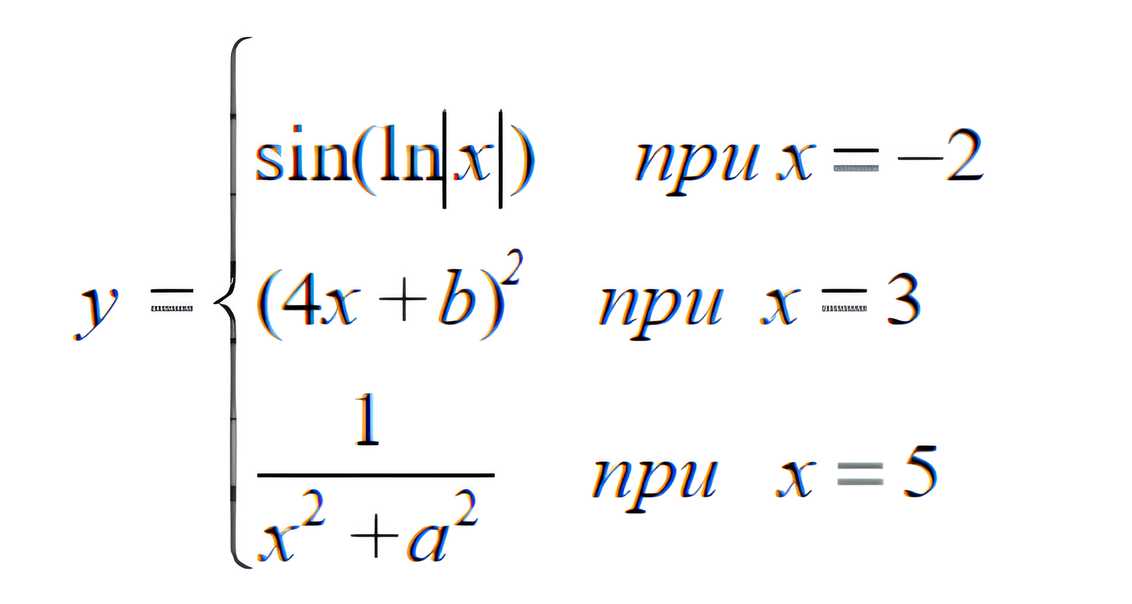 sin(ln|x|) при x = −2
y = { (4x + b)² при x = 3
1
x² + a² при x = 5